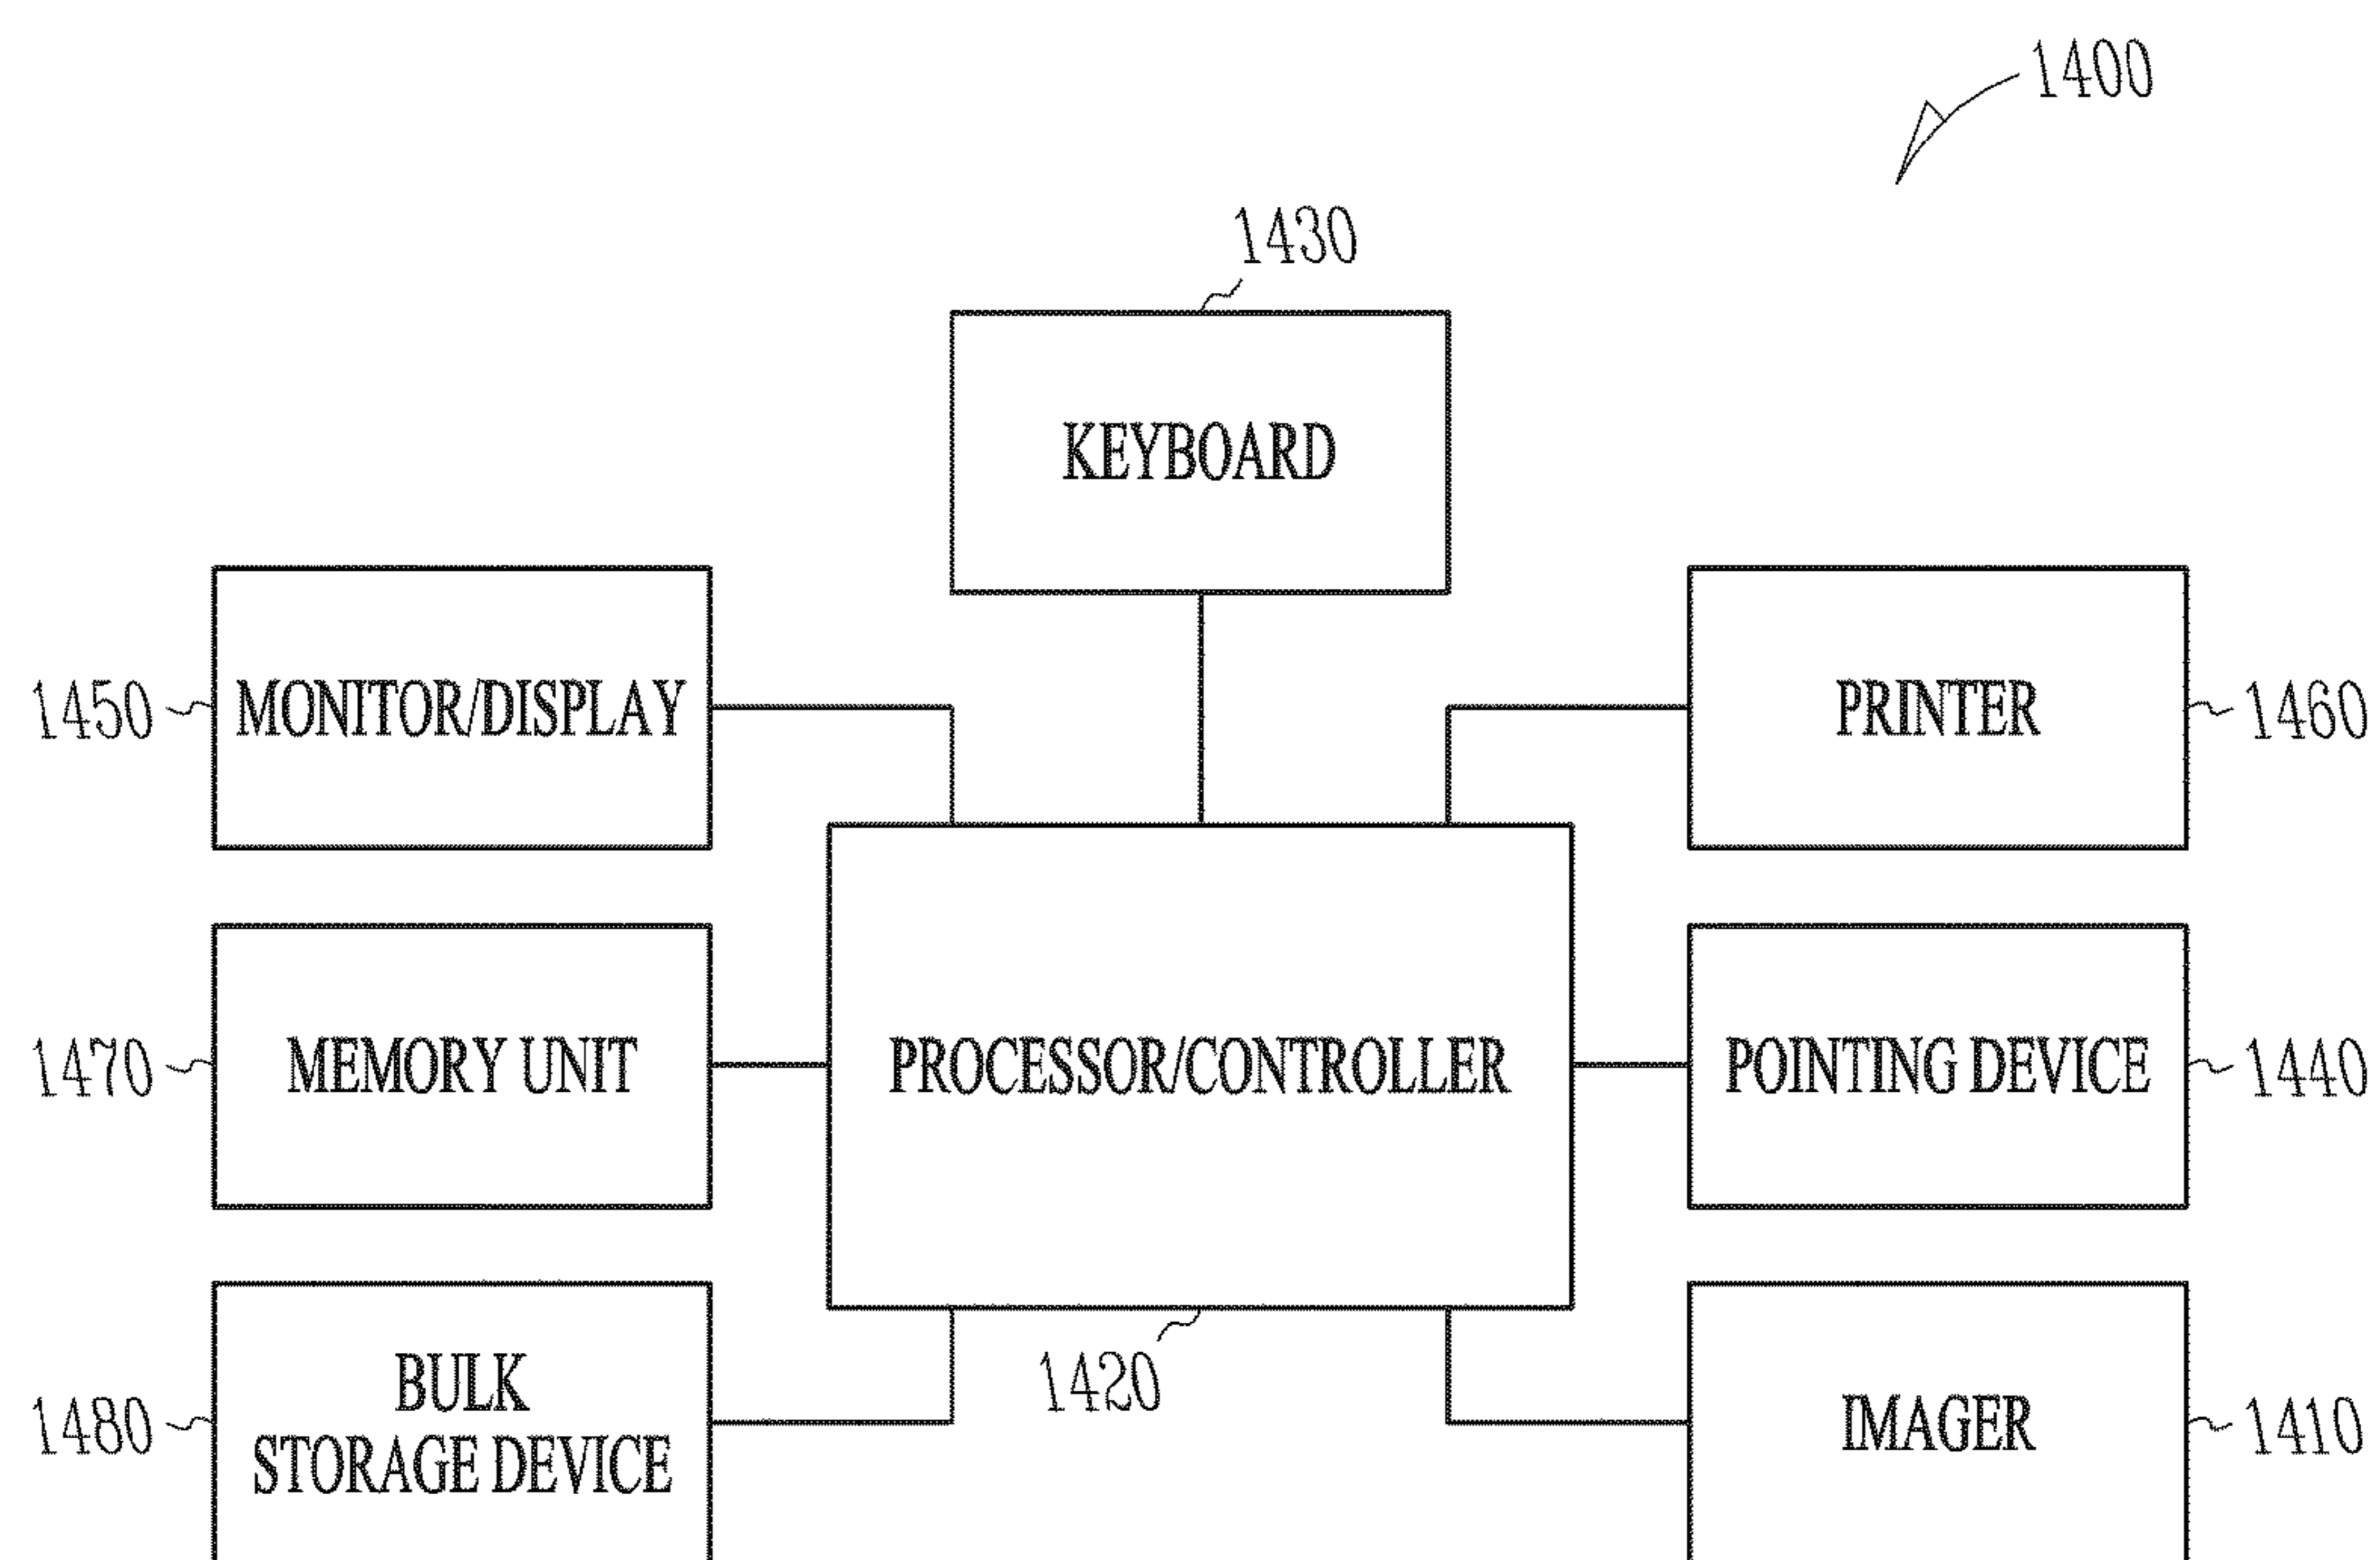 1400
1430
KEYBOARD
1450
MONITOR/DISPLAY
PRINTER
1460
1470
MEMORY UNIT
PROCESSOR/CONTROLLER
POINTING DEVICE
1440
1480
BULK
STORAGE DEVICE
1420
IMAGER
1410